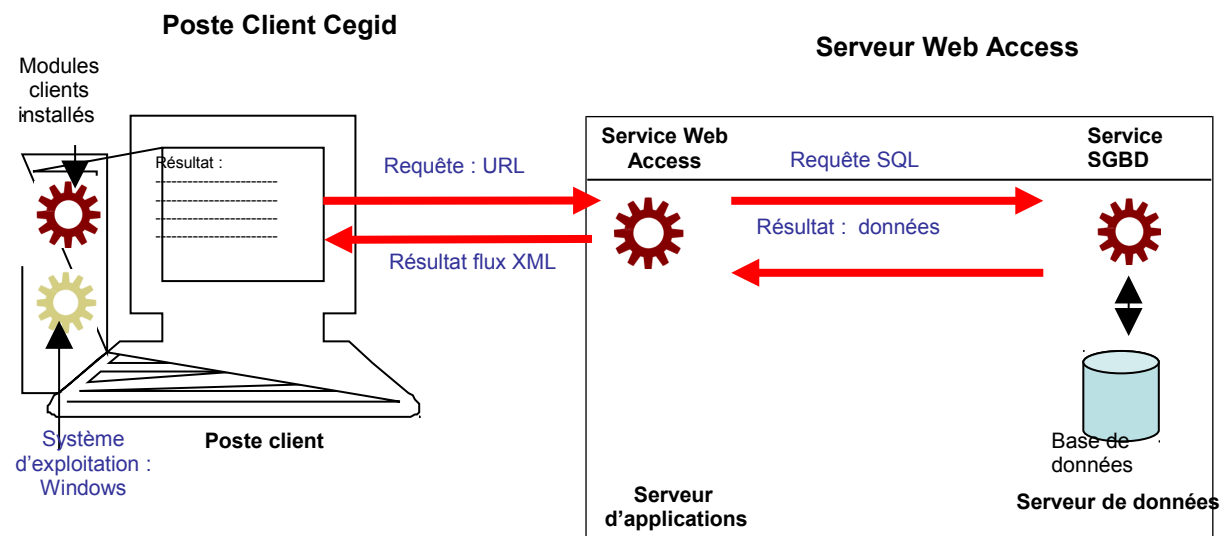 Poste Client Cegid
Serveur Web Access
Modules
clients
installés
Résultat :
---------------------
---------------------
---------------------
---------------------
Requête : URL
Résultat flux XML
Service Web
Access
Requête SQL
Résultat : données
Service
SGBD
Système
d'exploitation :
Windows
Poste client
Base de
données
Serveur
d'applications
Serveur de données